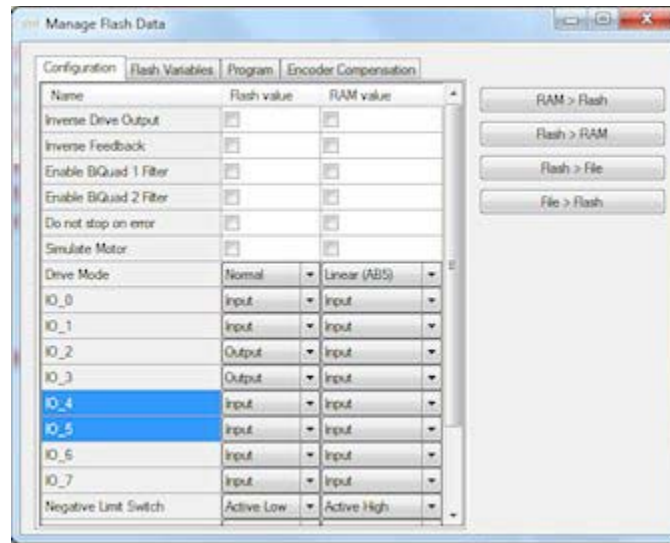 Manage Flash Data
Configuration Flash Variables Program Encoder Compensation
Name Flash value RAM value
Inverse Drive Output
Inverse Feedback
Enable BiQuad 1 Filter
Enable BiQuad 2 Filter
Do not stop on error
Simulate Motor
Drive Mode Normal Linear (AB5)
IO_0 Input Input
IO_1 Input Input
IO_2 Output Input
IO_3 Output Input
IO_4 Input Input
IO_5 Input Input
IO_6 Input Input
IO_7 Input Input
Negative Limit Switch Active Low Active High
RAM > Flash
Flash > RAM
Flash > File
File > Flash